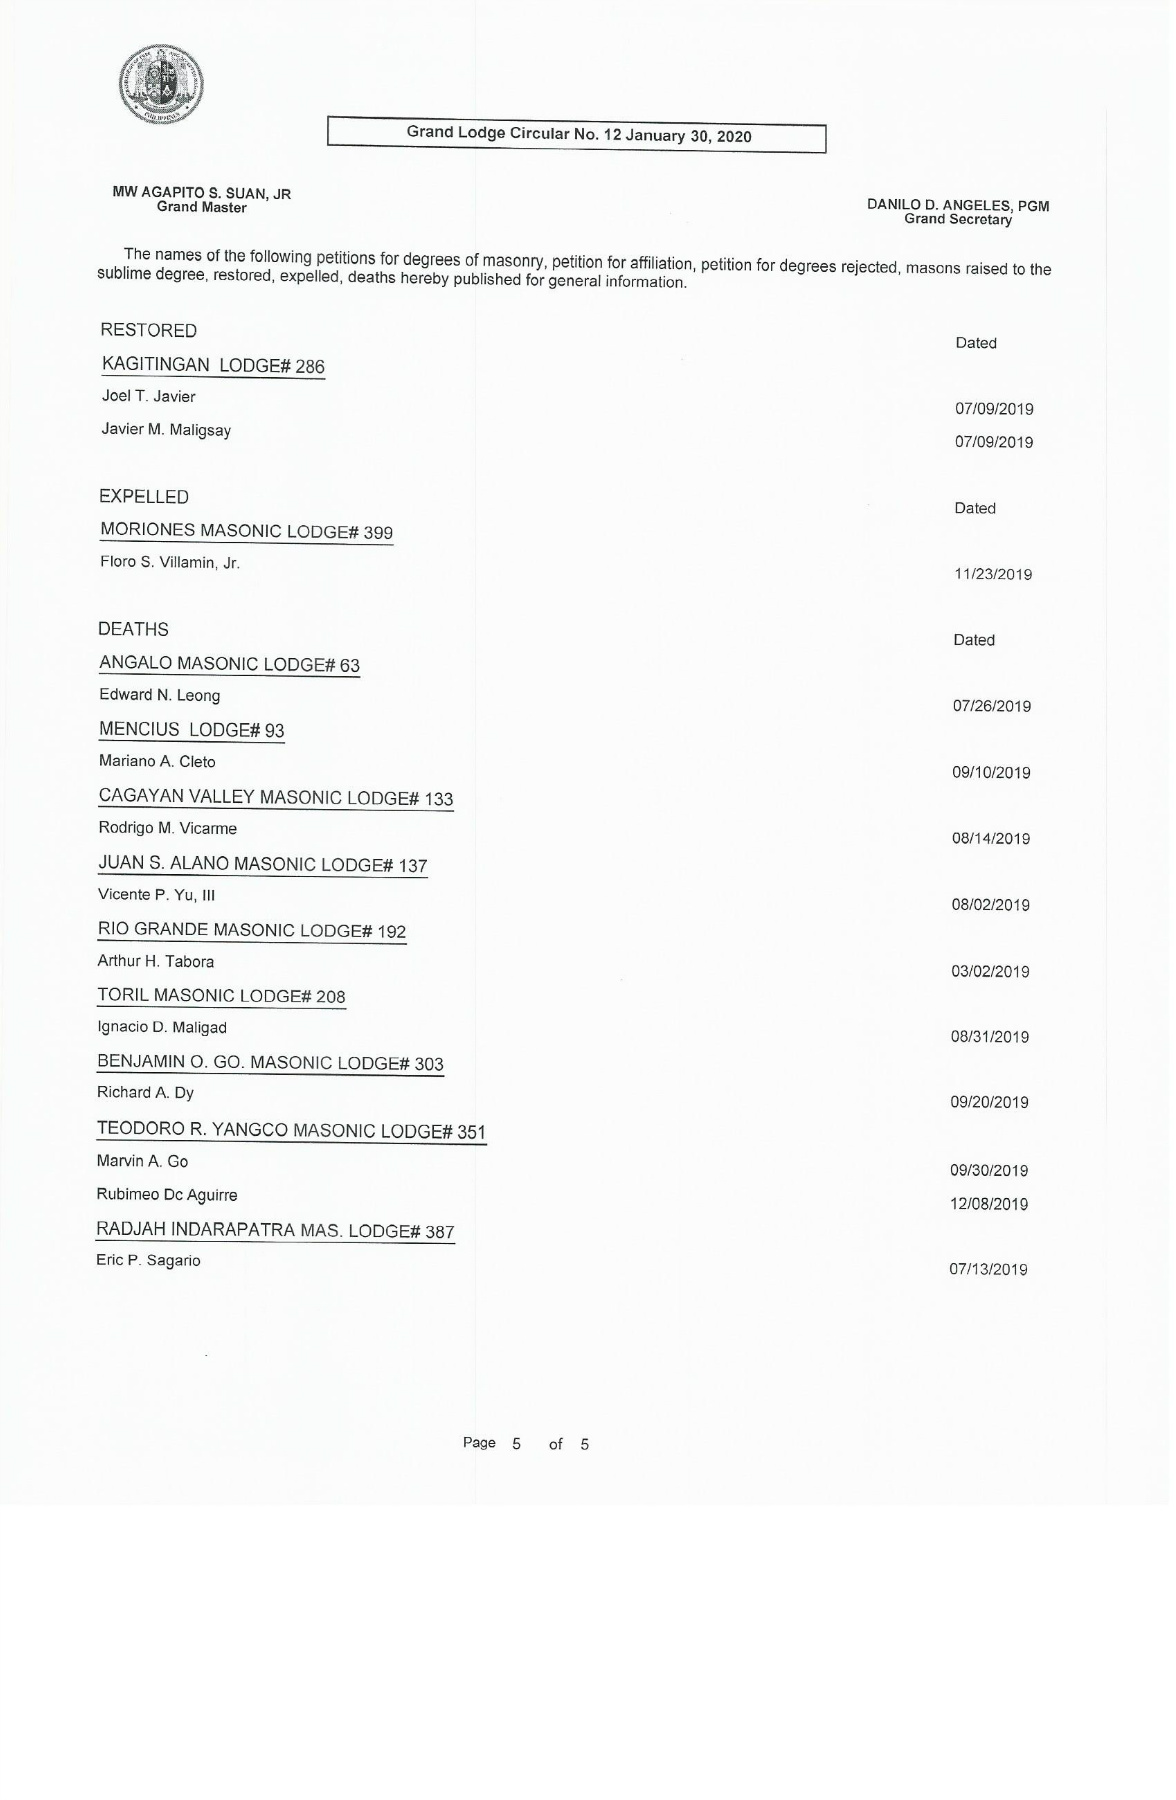 PHILIPPINES
Grand Lodge Circular No. 12 January 30, 2020
MW AGAPITO S. SUAN, JR
Grand Master
DANILO D. ANGELES, PGM
Grand Secretary
The names of the following petitions for degrees of masonry, petition for affiliation, petition for degrees rejected, masons raised to the
sublime degree, restored, expelled, deaths hereby published for general information.
RESTORED
Dated
KAGITINGAN LODGE# 286
Joel T. Javier 07/09/2019
Javier M. Maligsay 07/09/2019
EXPELLED
Dated
MORIONES MASONIC LODGE# 399
Floro S. Villamin, Jr. 11/23/2019
DEATHS
Dated
ANGALO MASONIC LODGE# 63
Edward N. Leong 07/26/2019
MENCIUS LODGE# 93
Mariano A. Cleto 09/10/2019
CAGAYAN VALLEY MASONIC LODGE# 133
Rodrigo M. Vicarme 08/14/2019
JUAN S. ALANO MASONIC LODGE# 137
Vicente P. Yu, III 08/02/2019
RIO GRANDE MASONIC LODGE# 192
Arthur H. Tabora 03/02/2019
TORIL MASONIC LODGE# 208
Ignacio D. Maligad 08/31/2019
BENJAMIN O. GO. MASONIC LODGE# 303
Richard A. Dy 09/20/2019
TEODORO R. YANGCO MASONIC LODGE# 351
Marvin A. Go 09/30/2019
Rubimeo Dc Aguirre 12/08/2019
RADJAH INDARAPATRA MAS. LODGE# 387
Eric P. Sagario 07/13/2019
Page 5 of 5